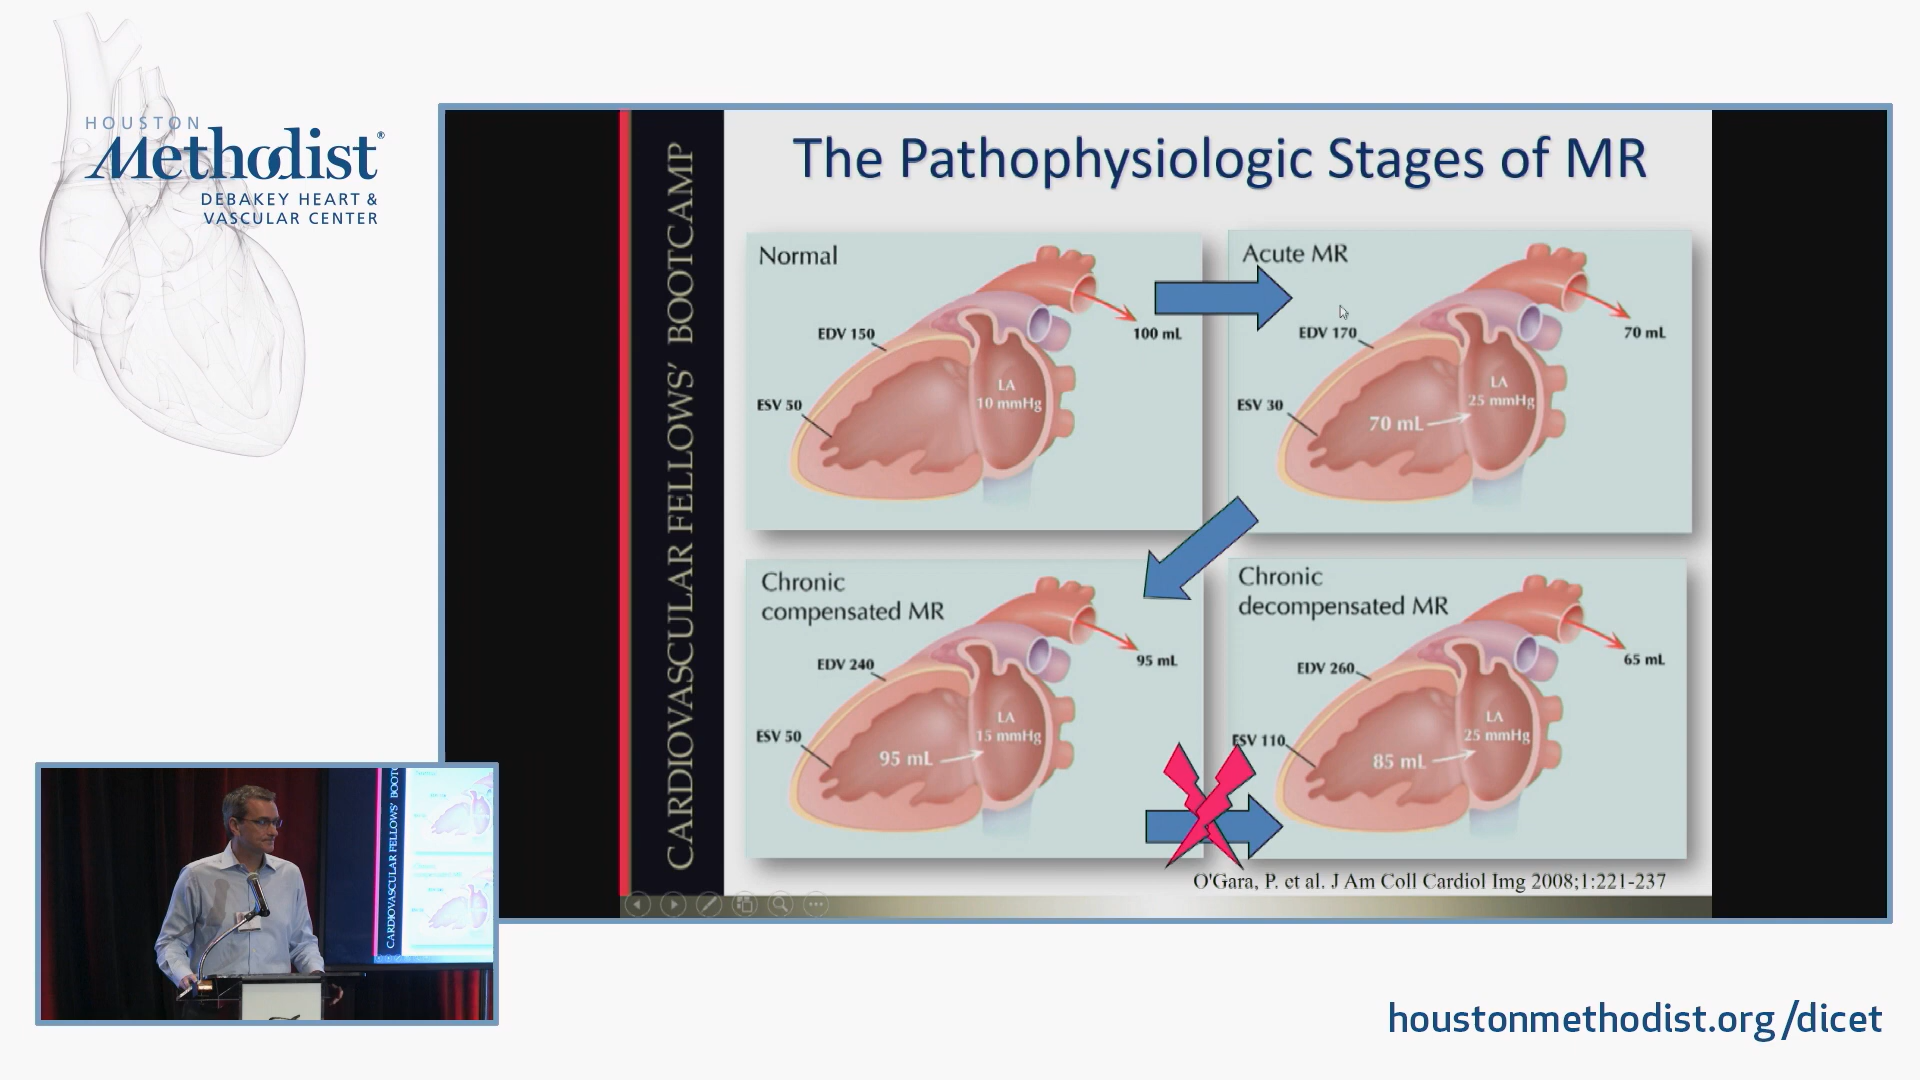 HOUSTON
Methodist®
DEBAKEY HEART &
VASCULAR CENTER
CARDIOVASCULAR FELLOWS' BOOTCAMP
The Pathophysiologic Stages of MR
Normal
EDV 150
100 mL
LA
10 mmHg
ESV 50
Acute MR
EDV 170
70 mL
LA
25 mmHg
ESV 30
70 mL
Chronic
compensated MR
EDV 240
95 mL
LA
15 mmHg
ESV 50
95 mL
Chronic
decompensated MR
EDV 260
65 mL
LA
25 mmHg
ESV 110
85 mL
O'Gara, P. et al. J Am Coll Cardiol Img 2008;1:221-237
CARDIOVASCULAR FELLOWS' BOOTC
houstonmethodist.org/dicet